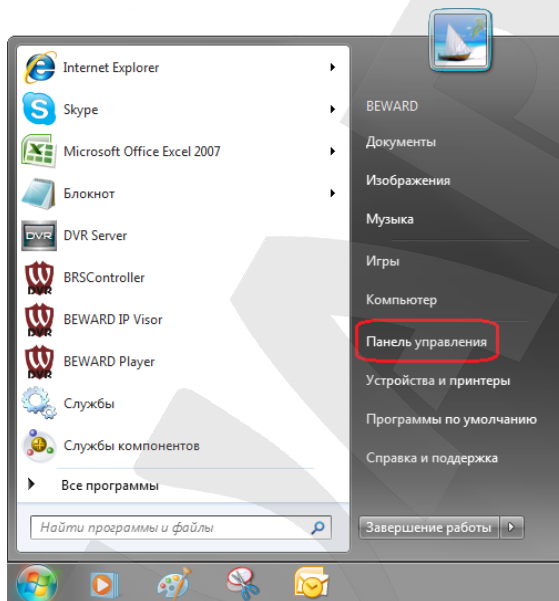 Internet Explorer
Skype
Microsoft Office Excel 2007
Блокнот
DVR Server
BRSController
BEWARD IP Visor
BEWARD Player
Службы
Службы компонентов
Все программы
Найти программы и файлы
BEWARD
Документы
Изображения
Музыка
Игры
Компьютер
Панель управления
Устройства и принтеры
Программы по умолчанию
Справка и поддержка
Завершение работы